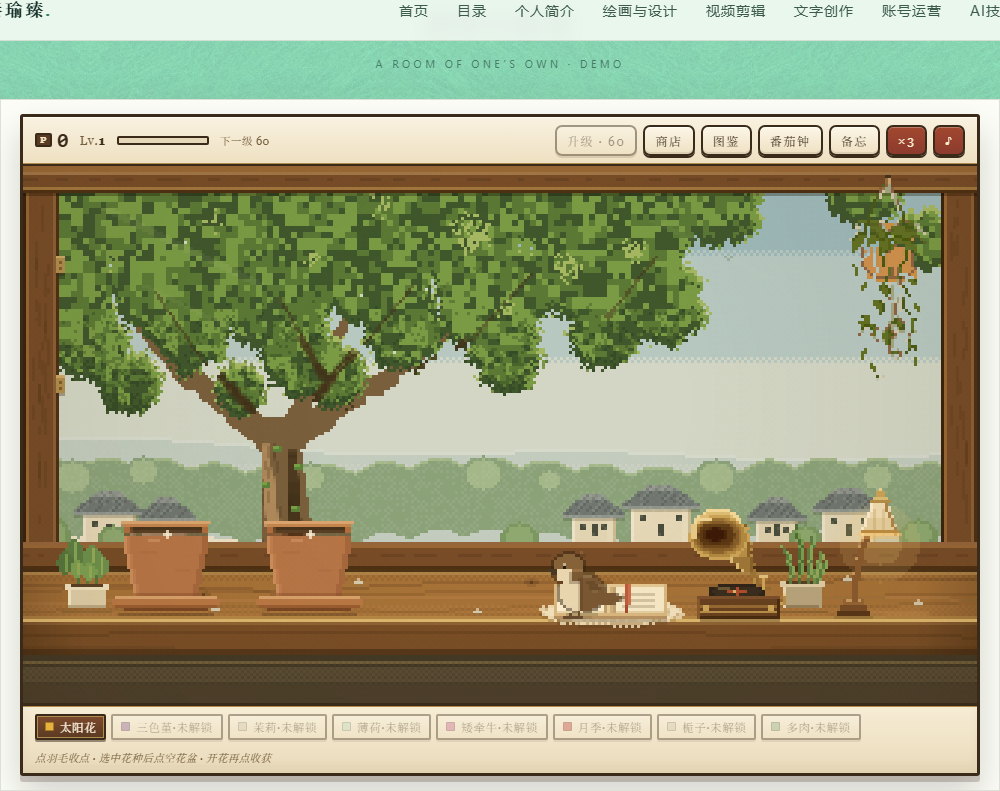 瑜臻.
首页 目录 个人简介 绘画与设计 视频剪辑 文字创作 账号运营 AI技
A ROOM OF ONE'S OWN · DEMO
P 0 Lv.1 下一级 60 升级 · 60 商店 图鉴 番茄钟 备忘 ×3 ♪
太阳花 三色堇·未解锁 茉莉·未解锁 薄荷·未解锁 矮牵牛·未解锁 月季·未解锁 栀子·未解锁 多肉·未解锁
点羽毛收点 · 选中花种后点空花盆 · 开花再点收获